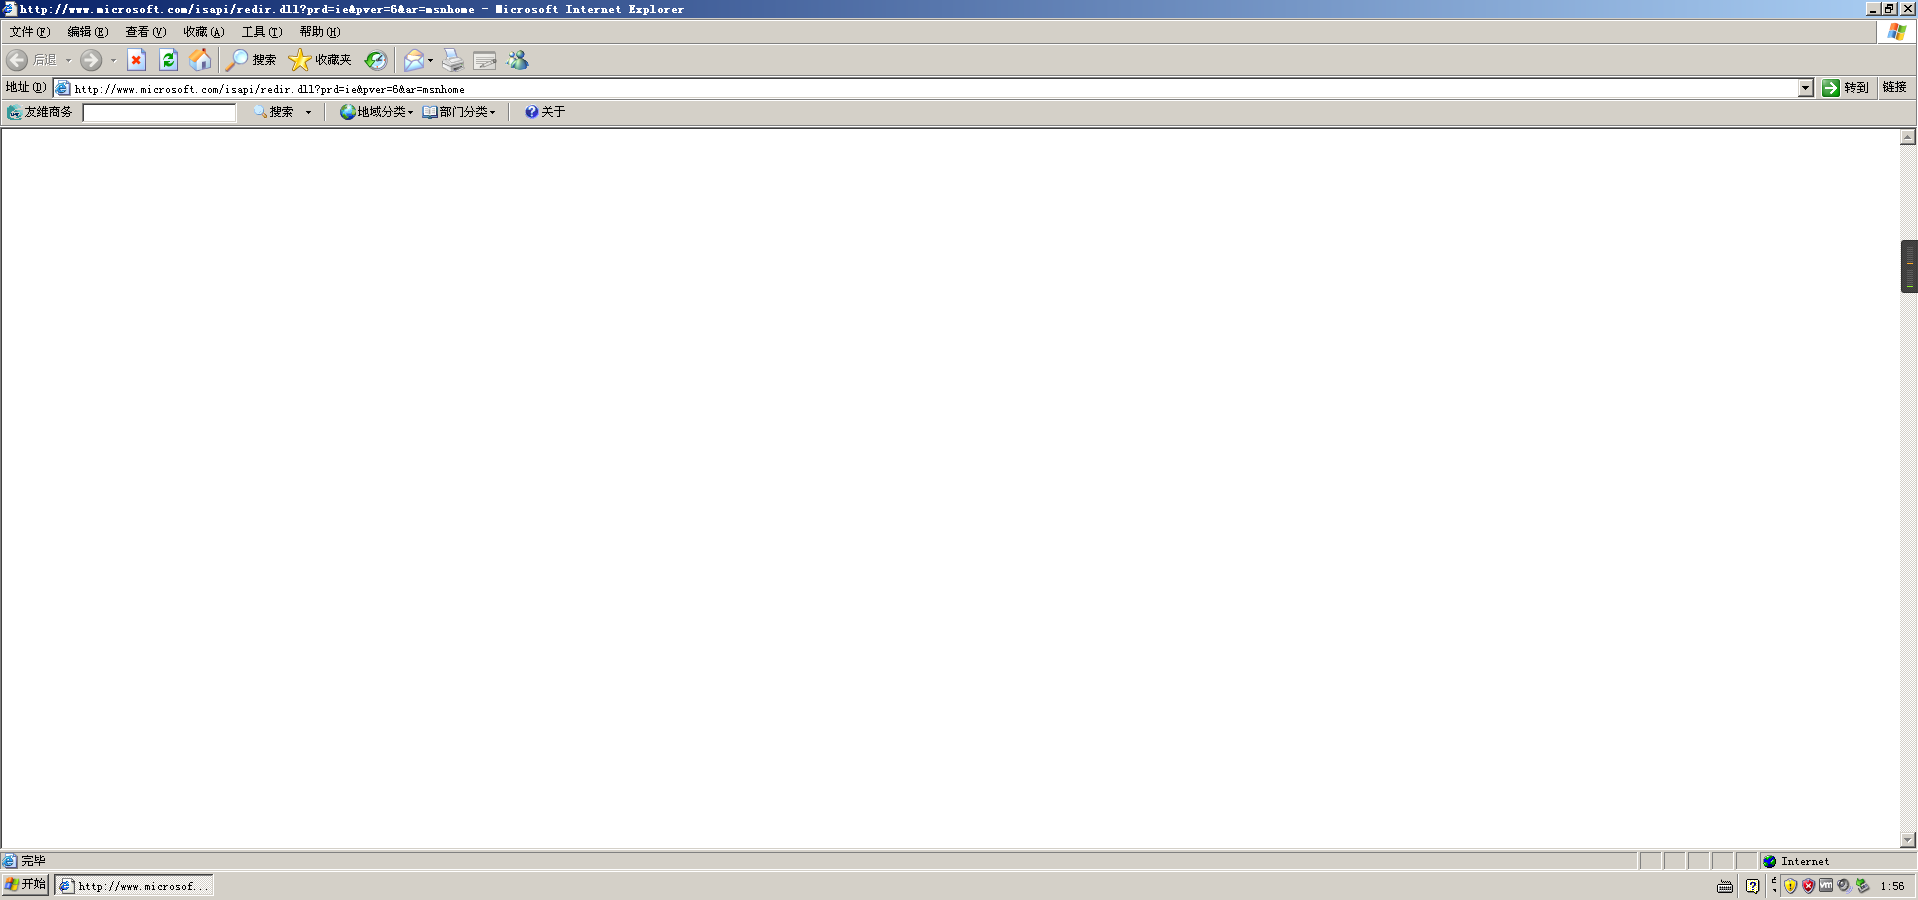 http://www.microsoft.com/isapi/redir.dll?prd=ie&pver=6&ar=msnhome - Microsoft Internet Explorer
文件(F) 编辑(E) 查看(V) 收藏(A) 工具(T) 帮助(H)
后退 搜索 收藏夹
地址(D) http://www.microsoft.com/isapi/redir.dll?prd=ie&pver=6&ar=msnhome 转到 链接
友维商务 搜索 地域分类 部门分类 关于
完毕 Internet
开始 http://www.microsof... 1:56